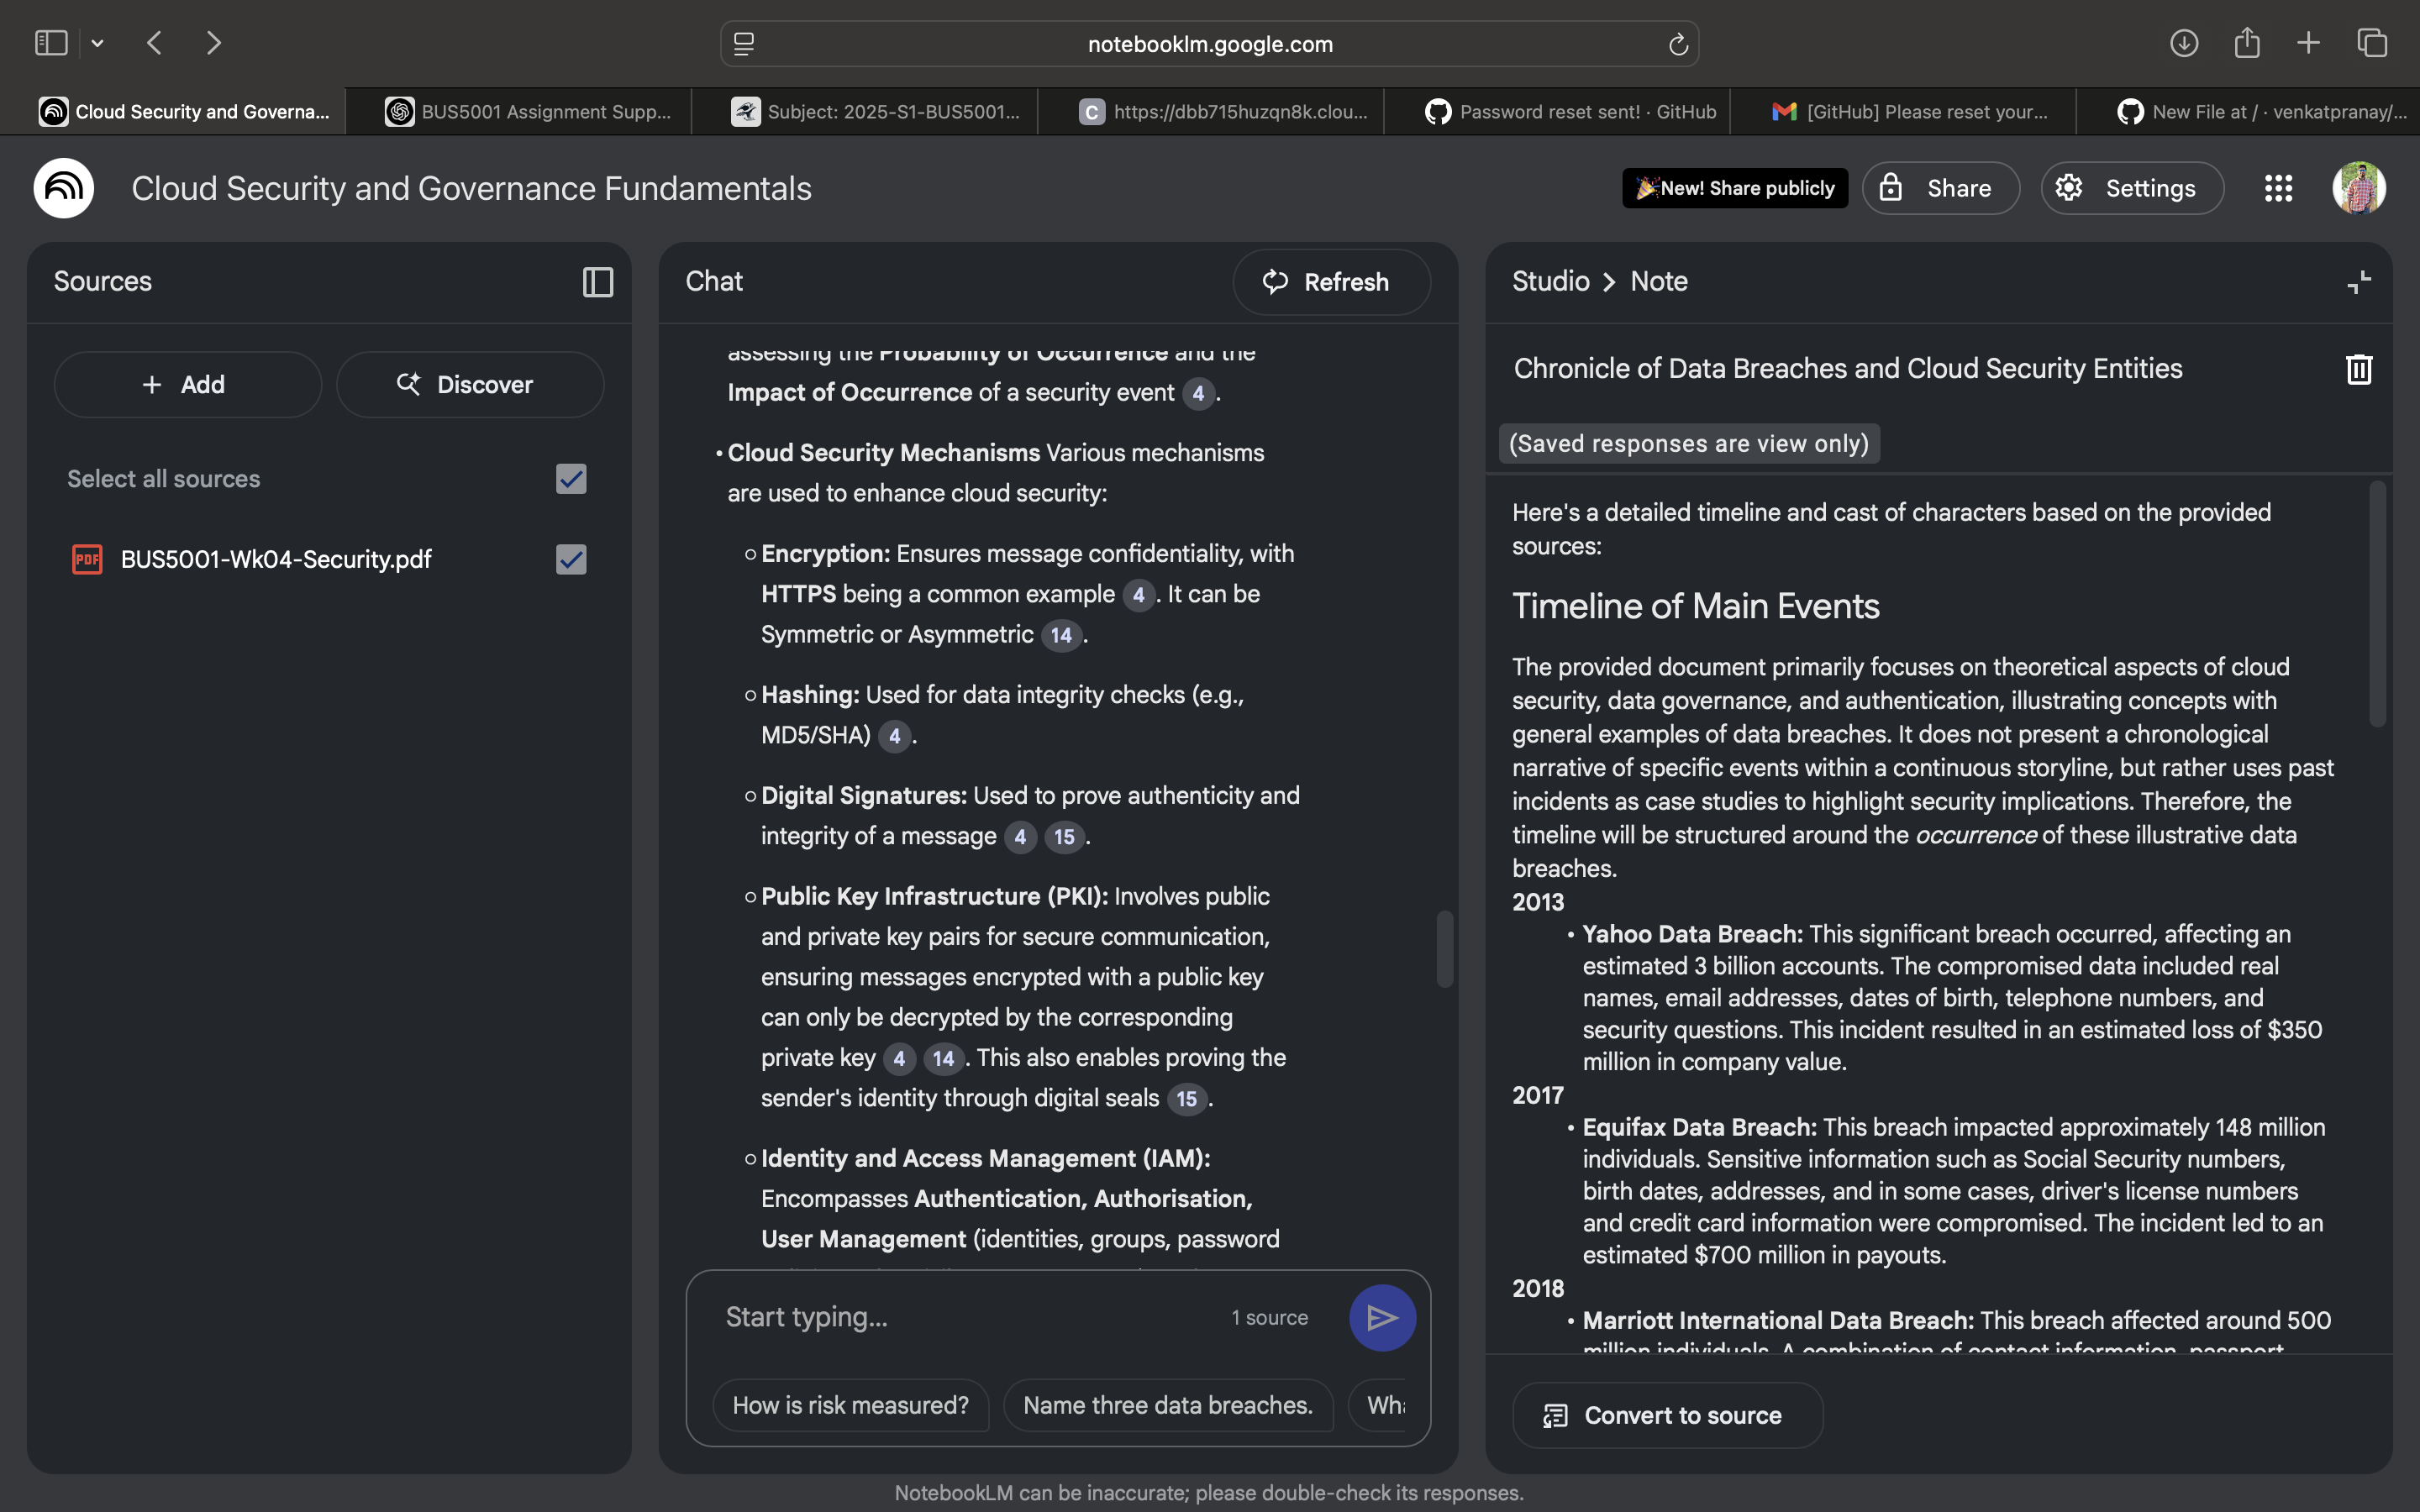 notebooklm.google.com
Cloud Security and Governa...
BUS5001 Assignment Supp...
Subject: 2025-S1-BUS5001...
C
https://dbb715huzqn8k.clou...
Password reset sent! · GitHub
[GitHub] Please reset your...
New File at / · venkatpranay/...
Cloud Security and Governance Fundamentals
New! Share publicly
Share
Settings
Sources
Add
Discover
Select all sources
PDF
BUS5001-Wk04-Security.pdf
Chat
Refresh
assessing the Probability of Occurrence and the
Impact of Occurrence of a security event 4.
• Cloud Security Mechanisms Various mechanisms
are used to enhance cloud security:
○ Encryption: Ensures message confidentiality, with
HTTPS being a common example 4. It can be
Symmetric or Asymmetric 14.
○ Hashing: Used for data integrity checks (e.g.,
MD5/SHA) 4.
○ Digital Signatures: Used to prove authenticity and
integrity of a message 4 15.
○ Public Key Infrastructure (PKI): Involves public
and private key pairs for secure communication,
ensuring messages encrypted with a public key
can only be decrypted by the corresponding
private key 4 14. This also enables proving the
sender's identity through digital seals 15.
○ Identity and Access Management (IAM):
Encompasses Authentication, Authorisation,
User Management (identities, groups, password
Start typing...
1 source
How is risk measured?
Name three data breaches.
Wha
Studio > Note
Chronicle of Data Breaches and Cloud Security Entities
(Saved responses are view only)
Here's a detailed timeline and cast of characters based on the provided
sources:
Timeline of Main Events
The provided document primarily focuses on theoretical aspects of cloud
security, data governance, and authentication, illustrating concepts with
general examples of data breaches. It does not present a chronological
narrative of specific events within a continuous storyline, but rather uses past
incidents as case studies to highlight security implications. Therefore, the
timeline will be structured around the occurrence of these illustrative data
breaches.
2013
• Yahoo Data Breach: This significant breach occurred, affecting an
estimated 3 billion accounts. The compromised data included real
names, email addresses, dates of birth, telephone numbers, and
security questions. This incident resulted in an estimated loss of $350
million in company value.
2017
• Equifax Data Breach: This breach impacted approximately 148 million
individuals. Sensitive information such as Social Security numbers,
birth dates, addresses, and in some cases, driver's license numbers
and credit card information were compromised. The incident led to an
estimated $700 million in payouts.
2018
• Marriott International Data Breach: This breach affected around 500
million individuals. A combination of contact information, passport
Convert to source
NotebookLM can be inaccurate; please double-check its responses.